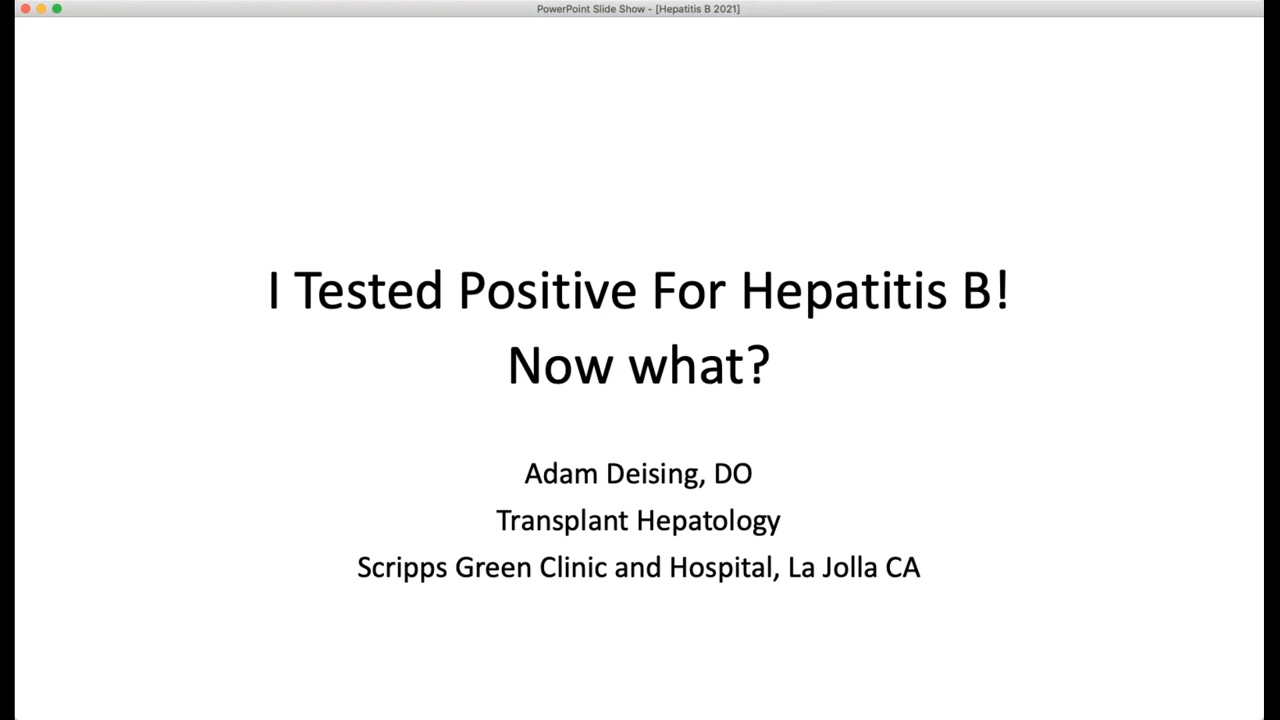 PowerPoint Slide Show - [Hepatitis B 2021]
I Tested Positive For Hepatitis B!
Now what?
Adam Deising, DO
Transplant Hepatology
Scripps Green Clinic and Hospital, La Jolla CA